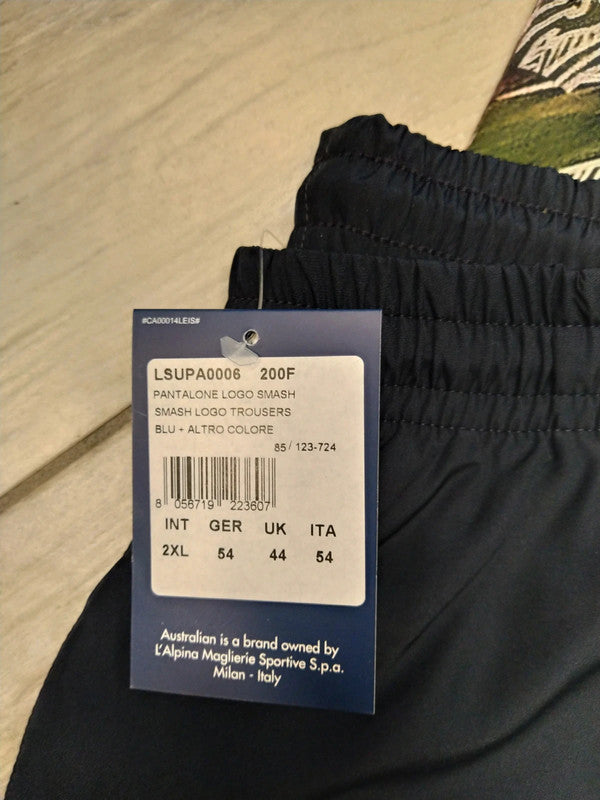 #CA00014LEIS#
LSUPA0006 200F
PANTALONE LOGO SMASH
SMASH LOGO TROUSERS
BLU + ALTRO COLORE
85 / 123-724
8 056719 223607
INT GER UK ITA
2XL 54 44 54
Australian is a brand owned by
L'Alpina Maglierie Sportive S.p.a.
Milan - Italy